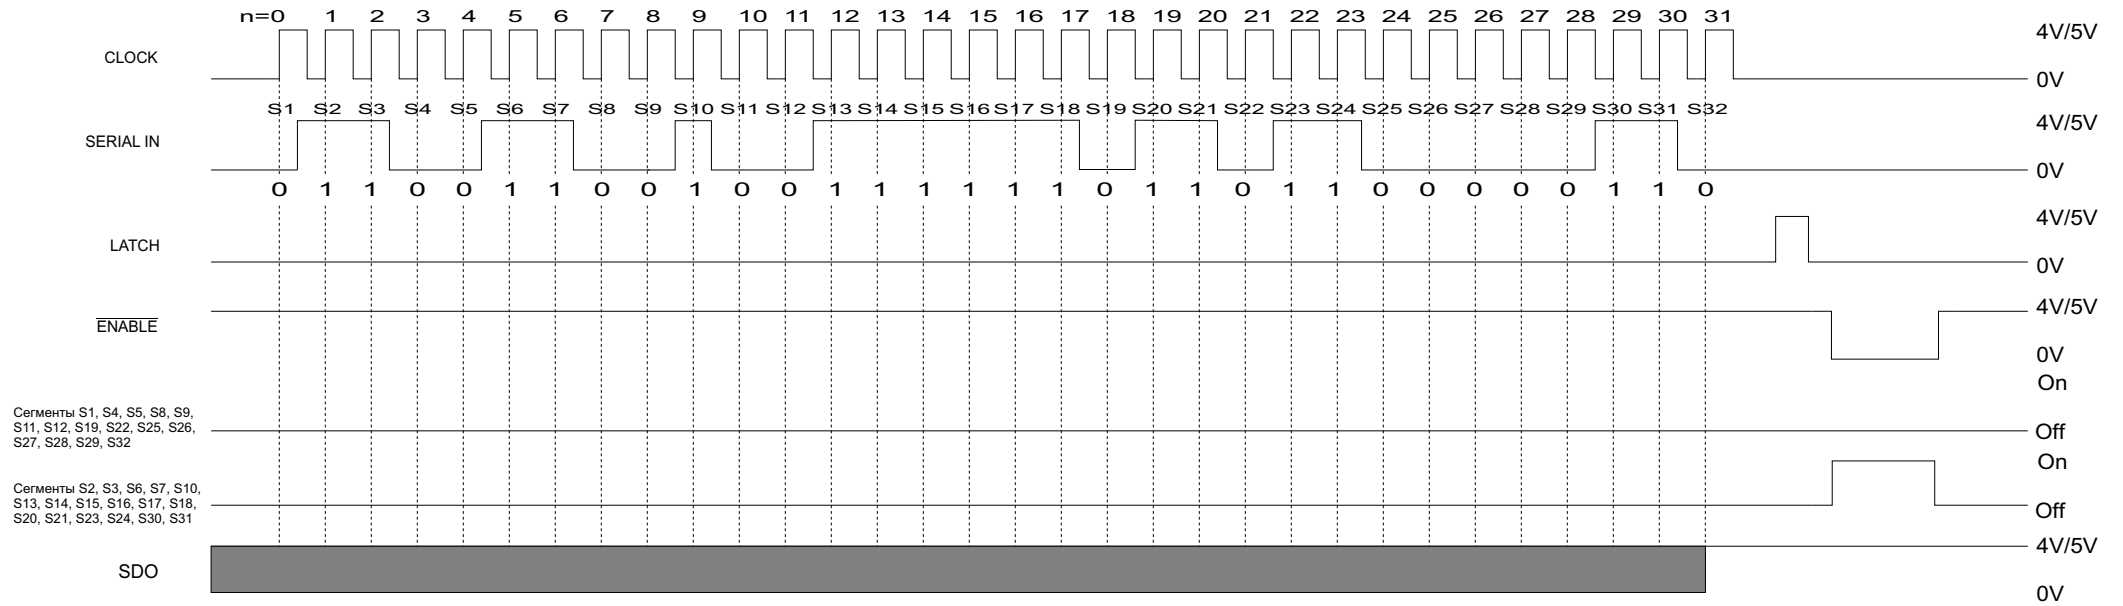 n=0 1 2 3 4 5 6 7 8 9 10 11 12 13 14 15 16 17 18 19 20 21 22 23 24 25 26 27 28 29 30 31
4V/5V
CLOCK
0V
S1 S2 S3 S4 S5 S6 S7 S8 S9 S10 S11 S12 S13 S14 S15 S16 S17 S18 S19 S20 S21 S22 S23 S24 S25 S26 S27 S28 S29 S30 S31 S32
4V/5V
SERIAL IN
0V
0 1 1 0 0 1 1 0 0 1 0 0 1 1 1 1 1 1 0 1 1 0 1 1 0 0 0 0 0 1 1 0
4V/5V
LATCH
0V
4V/5V
ENABLE
0V
On
Сегменты S1, S4, S5, S8, S9,
S11, S12, S19, S22, S25, S26,
S27, S28, S29, S32
Off
On
Сегменты S2, S3, S6, S7, S10,
S13, S14, S15, S16, S17, S18,
S20, S21, S23, S24, S30, S31
Off
4V/5V
SDO
0V